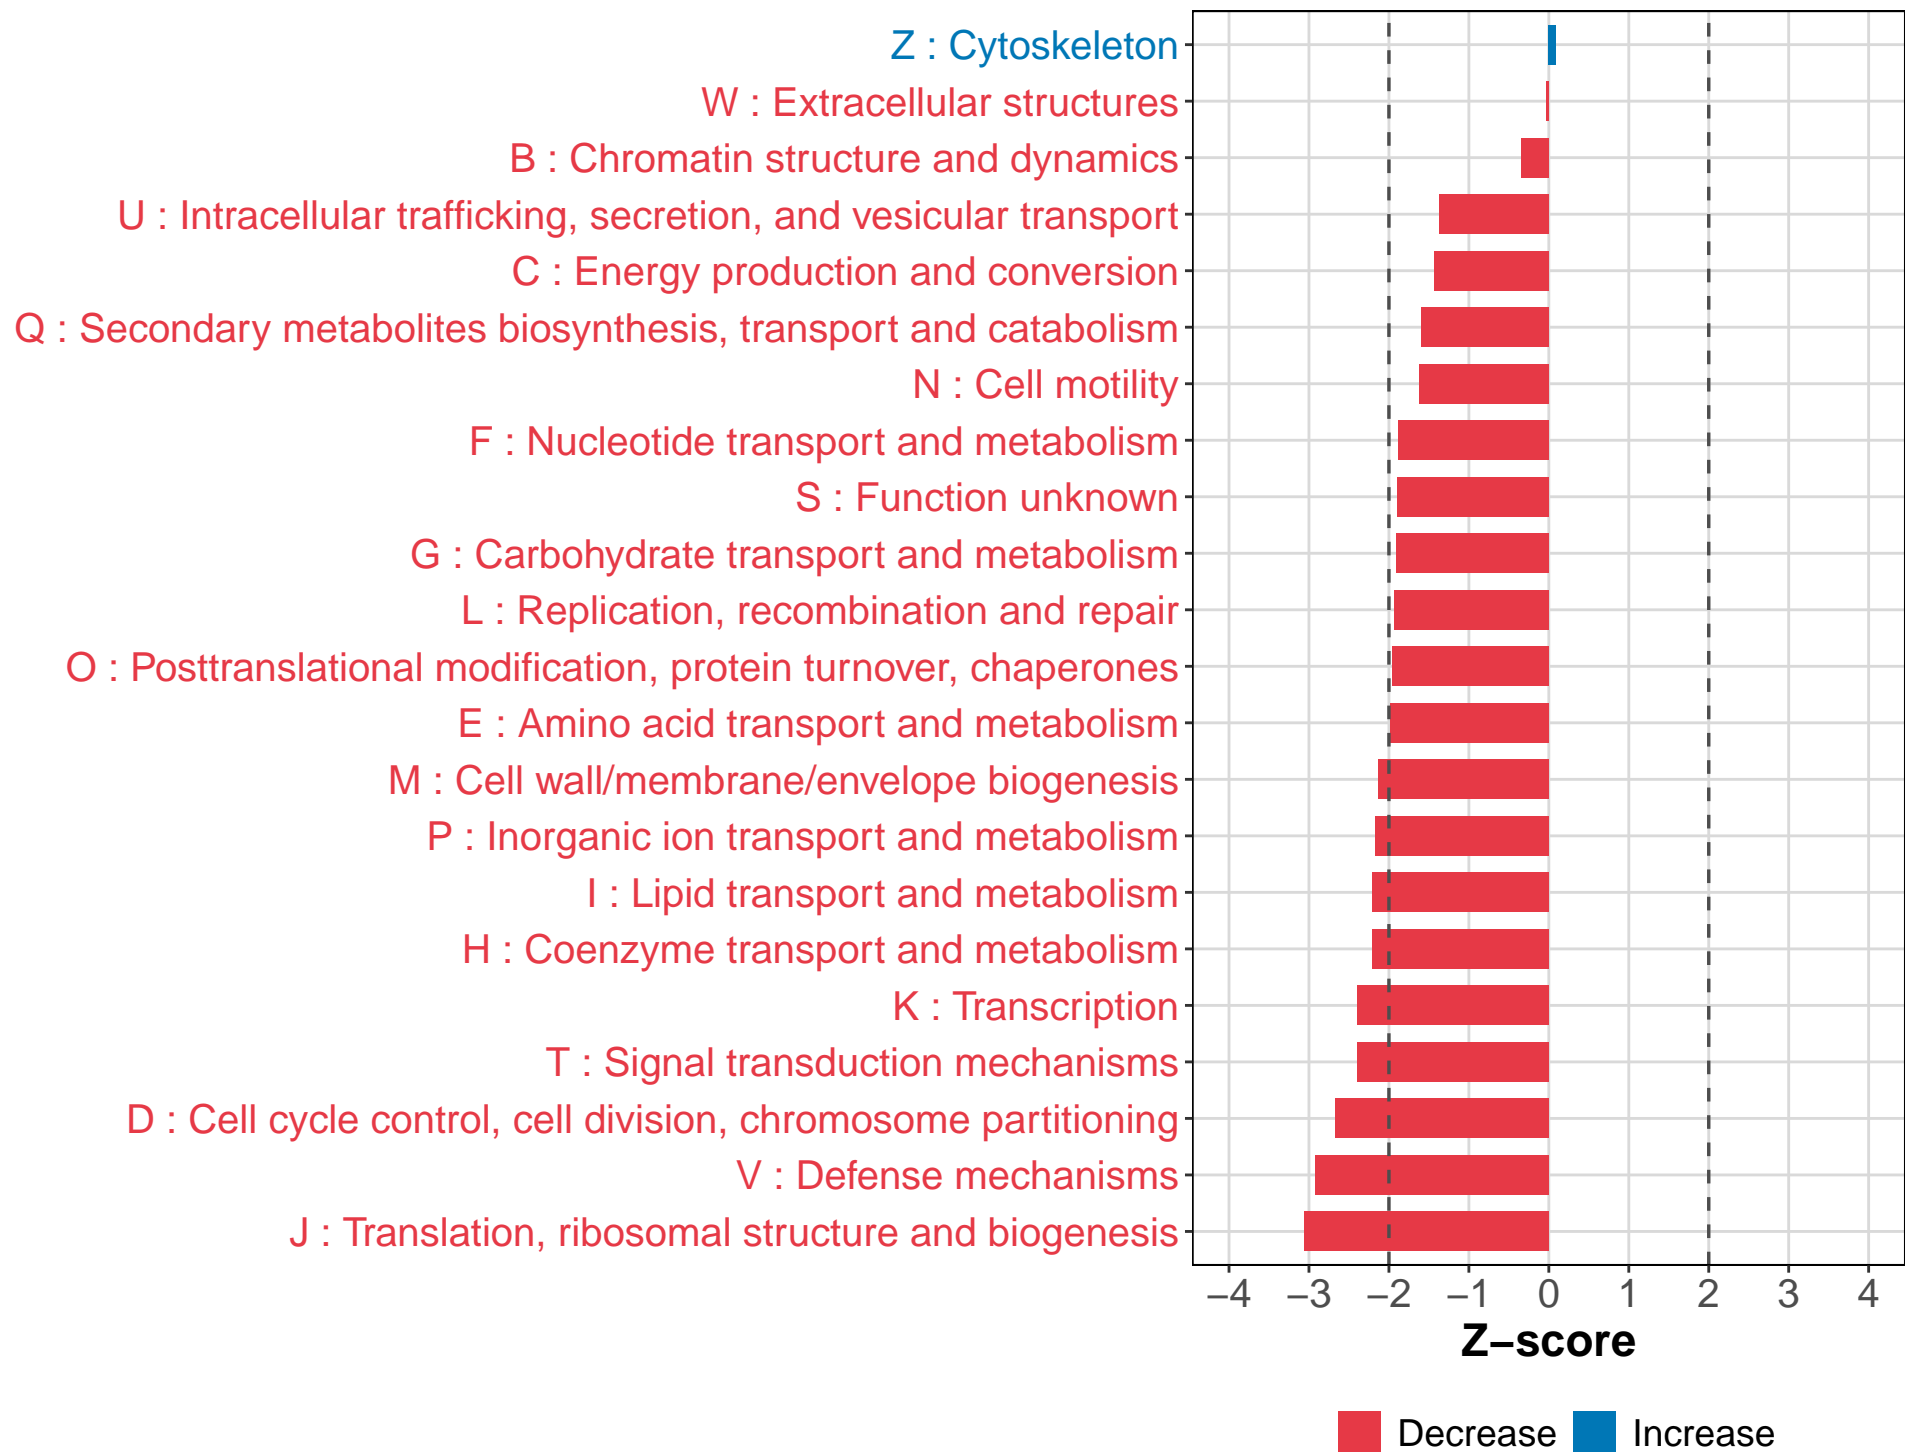 Z : Cytoskeleton
W : Extracellular structures
B : Chromatin structure and dynamics
U : Intracellular trafficking, secretion, and vesicular transport
C : Energy production and conversion
Q : Secondary metabolites biosynthesis, transport and catabolism
N : Cell motility
F : Nucleotide transport and metabolism
S : Function unknown
G : Carbohydrate transport and metabolism
L : Replication, recombination and repair
O : Posttranslational modification, protein turnover, chaperones
E : Amino acid transport and metabolism
M : Cell wall/membrane/envelope biogenesis
P : Inorganic ion transport and metabolism
I : Lipid transport and metabolism
H : Coenzyme transport and metabolism
K : Transcription
T : Signal transduction mechanisms
D : Cell cycle control, cell division, chromosome partitioning
V : Defense mechanisms
J : Translation, ribosomal structure and biogenesis
−4 −3 −2 −1 0 1 2 3 4
Z−score
Decrease Increase